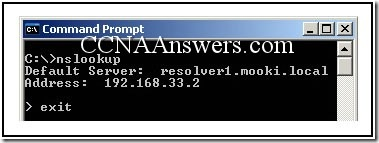 Command Prompt
CCNAAnswers.com
C:\>nslookup
Default Server:  resolver1.mooki.local
Address:  192.168.33.2
> exit